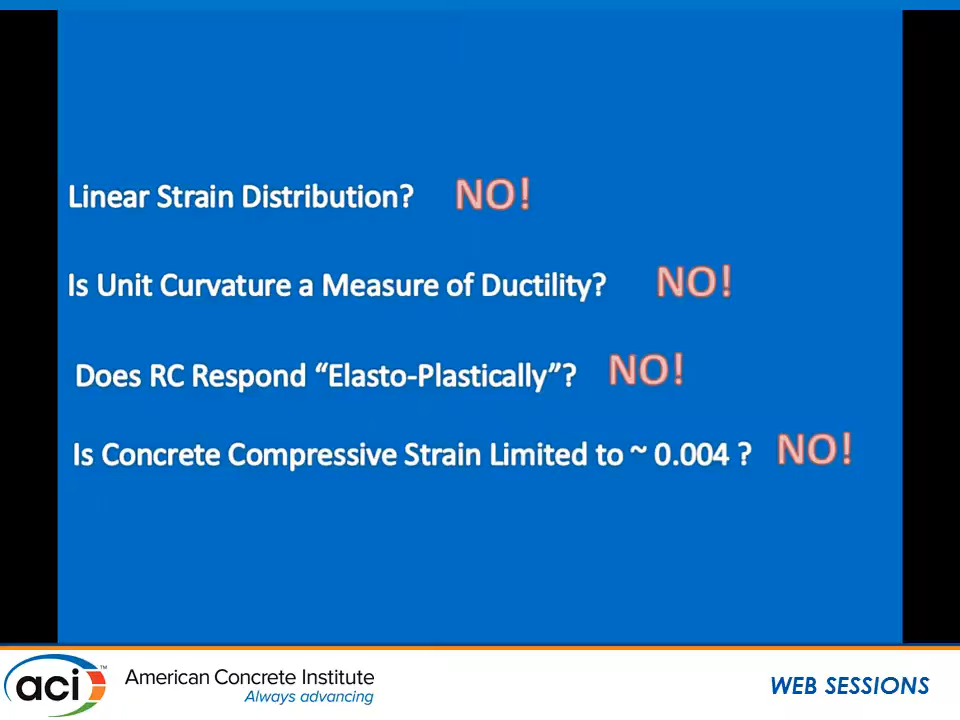 Linear Strain Distribution? NO!
Is Unit Curvature a Measure of Ductility? NO!
Does RC Respond “Elasto-Plastically”? NO!
Is Concrete Compressive Strain Limited to ~ 0.004 ? NO!
aci™ American Concrete Institute
Always advancing
WEB SESSIONS